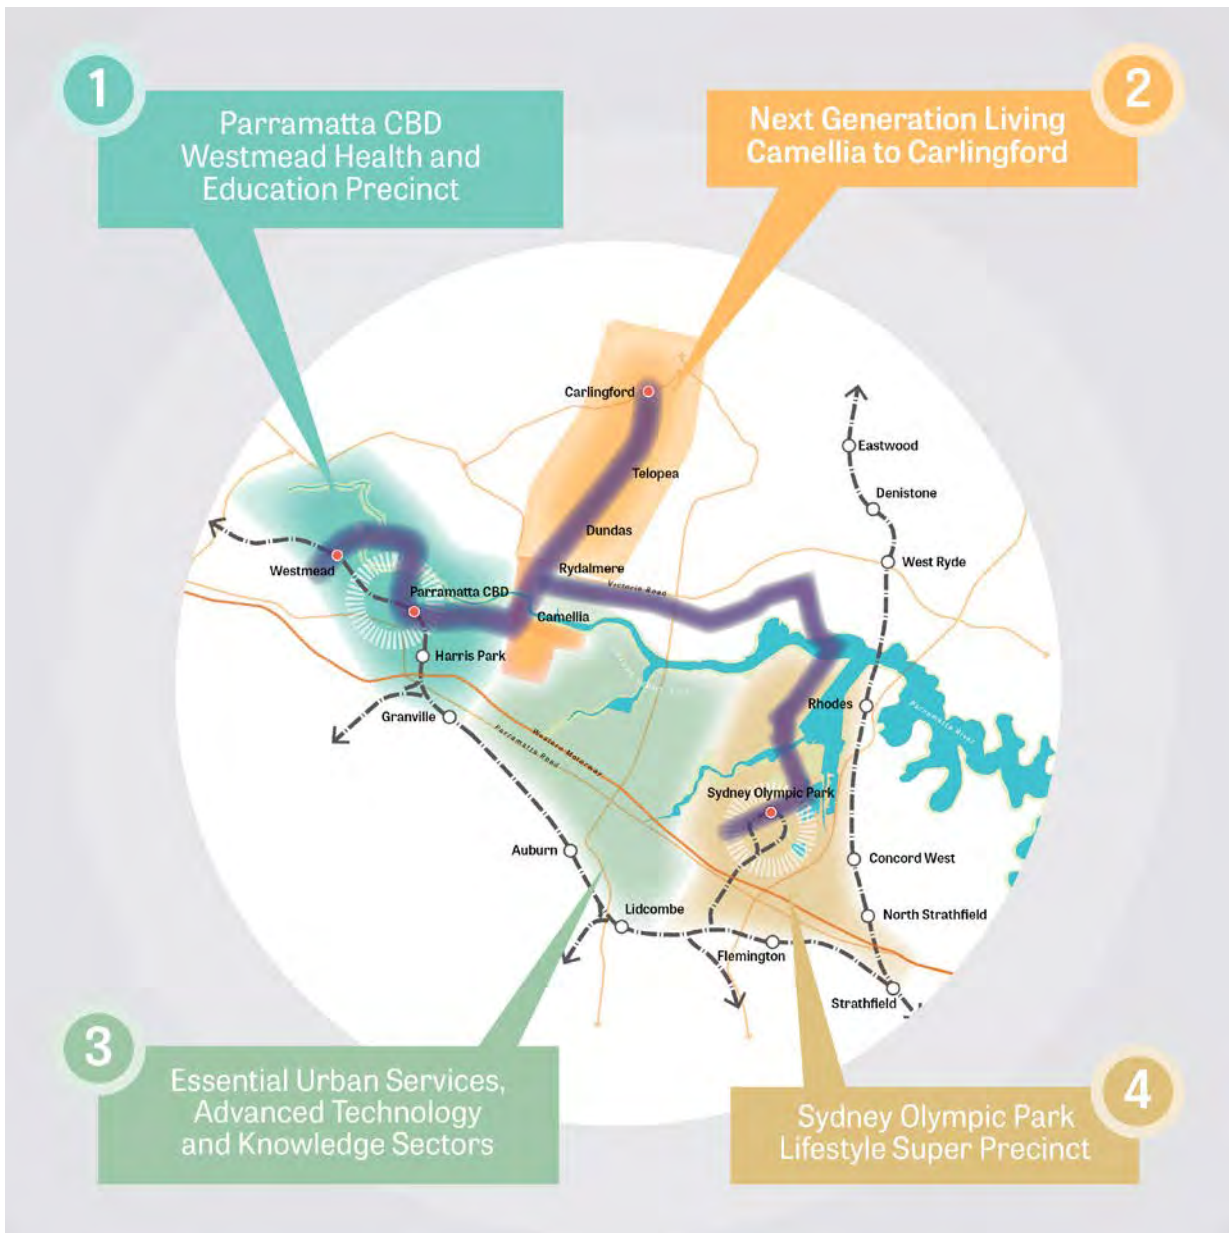 1
Parramatta CBD
Westmead Health and
Education Precinct
2
Next Generation Living
Camellia to Carlingford
Carlingford
Eastwood
Telopea
Denistone
Dundas
West Ryde
Westmead
Rydalmere
Victoria Road
Parramatta CBD
Camellia
Harris Park
Rhodes
Parramatta River
Granville
Western Motorway
Parramatta Road
Sydney Olympic Park
Auburn
Concord West
Lidcombe
North Strathfield
Flemington
Strathfield
3
Essential Urban Services,
Advanced Technology
and Knowledge Sectors
4
Sydney Olympic Park
Lifestyle Super Precinct